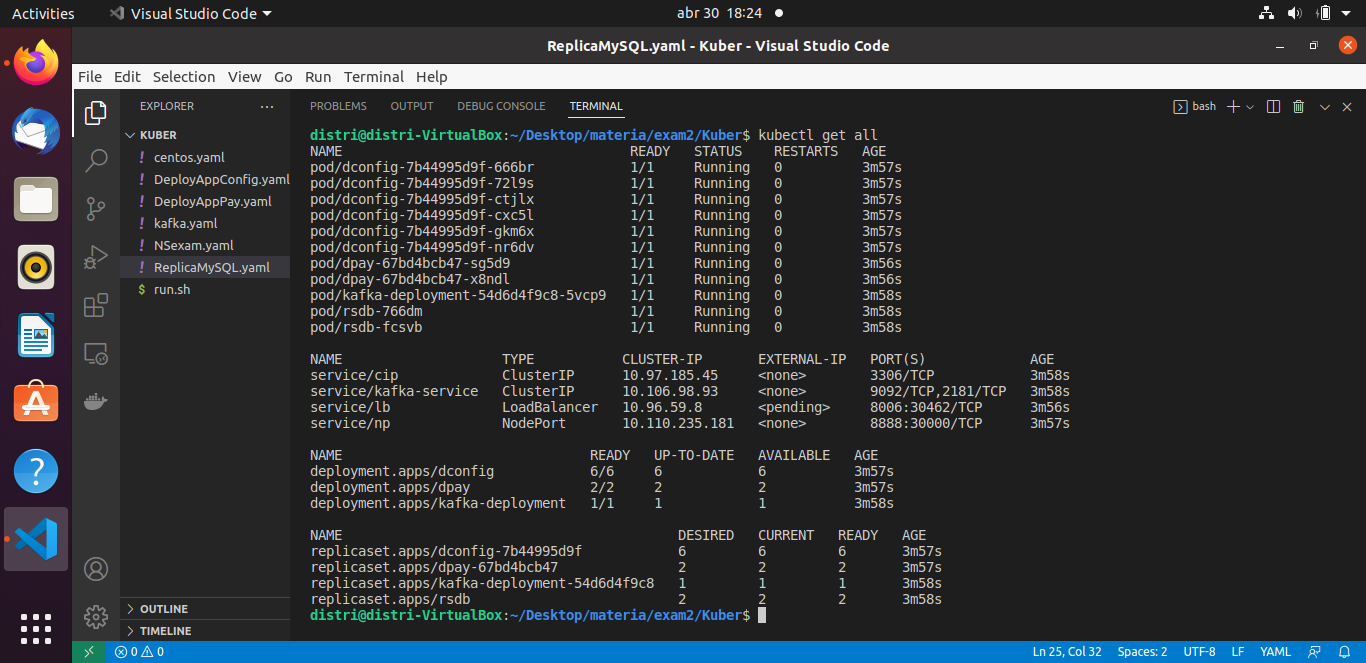 Activities Visual Studio Code abr 30 18:24
ReplicaMySQL.yaml - Kuber - Visual Studio Code
File Edit Selection View Go Run Terminal Help
EXPLORER
KUBER
centos.yaml
DeployAppConfig.yaml
DeployAppPay.yaml
kafka.yaml
NSexam.yaml
ReplicaMySQL.yaml
$ run.sh
OUTLINE
TIMELINE
PROBLEMS OUTPUT DEBUG CONSOLE TERMINAL bash
distri@distri-VirtualBox:~/Desktop/materia/exam2/Kuber$ kubectl get all
NAME READY STATUS RESTARTS AGE
pod/dconfig-7b44995d9f-666br 1/1 Running 0 3m57s
pod/dconfig-7b44995d9f-72l9s 1/1 Running 0 3m57s
pod/dconfig-7b44995d9f-ctjlx 1/1 Running 0 3m57s
pod/dconfig-7b44995d9f-cxc5l 1/1 Running 0 3m57s
pod/dconfig-7b44995d9f-gkm6x 1/1 Running 0 3m57s
pod/dconfig-7b44995d9f-nr6dv 1/1 Running 0 3m57s
pod/dpay-67bd4bcb47-sg5d9 1/1 Running 0 3m56s
pod/dpay-67bd4bcb47-x8ndl 1/1 Running 0 3m56s
pod/kafka-deployment-54d6d4f9c8-5vcp9 1/1 Running 0 3m58s
pod/rsdb-766dm 1/1 Running 0 3m58s
pod/rsdb-fcsvb 1/1 Running 0 3m58s
NAME TYPE CLUSTER-IP EXTERNAL-IP PORT(S) AGE
service/cip ClusterIP 10.97.185.45 <none> 3306/TCP 3m58s
service/kafka-service ClusterIP 10.106.98.93 <none> 9092/TCP,2181/TCP 3m58s
service/lb LoadBalancer 10.96.59.8 <pending> 8006:30462/TCP 3m56s
service/np NodePort 10.110.235.181 <none> 8888:30000/TCP 3m57s
NAME READY UP-TO-DATE AVAILABLE AGE
deployment.apps/dconfig 6/6 6 6 3m57s
deployment.apps/dpay 2/2 2 2 3m57s
deployment.apps/kafka-deployment 1/1 1 1 3m58s
NAME DESIRED CURRENT READY AGE
replicaset.apps/dconfig-7b44995d9f 6 6 6 3m57s
replicaset.apps/dpay-67bd4bcb47 2 2 2 3m57s
replicaset.apps/kafka-deployment-54d6d4f9c8 1 1 1 3m58s
replicaset.apps/rsdb 2 2 2 3m58s
distri@distri-VirtualBox:~/Desktop/materia/exam2/Kuber$
0 0 Ln 25, Col 32 Spaces: 2 UTF-8 LF YAML